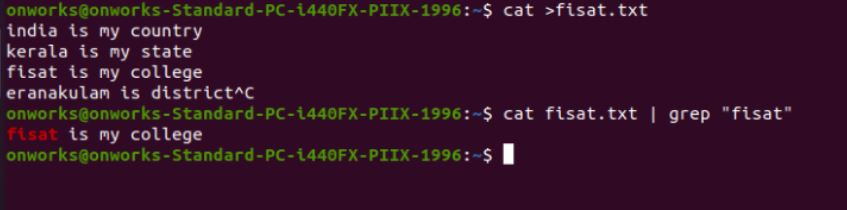 onworks@onworks-Standard-PC-i440FX-PIIX-1996:~$ cat >fisat.txt
india is my country
kerala is my state
fisat is my college
eranakulam is district^C
onworks@onworks-Standard-PC-i440FX-PIIX-1996:~$ cat fisat.txt | grep "fisat"
fisat is my college
onworks@onworks-Standard-PC-i440FX-PIIX-1996:~$